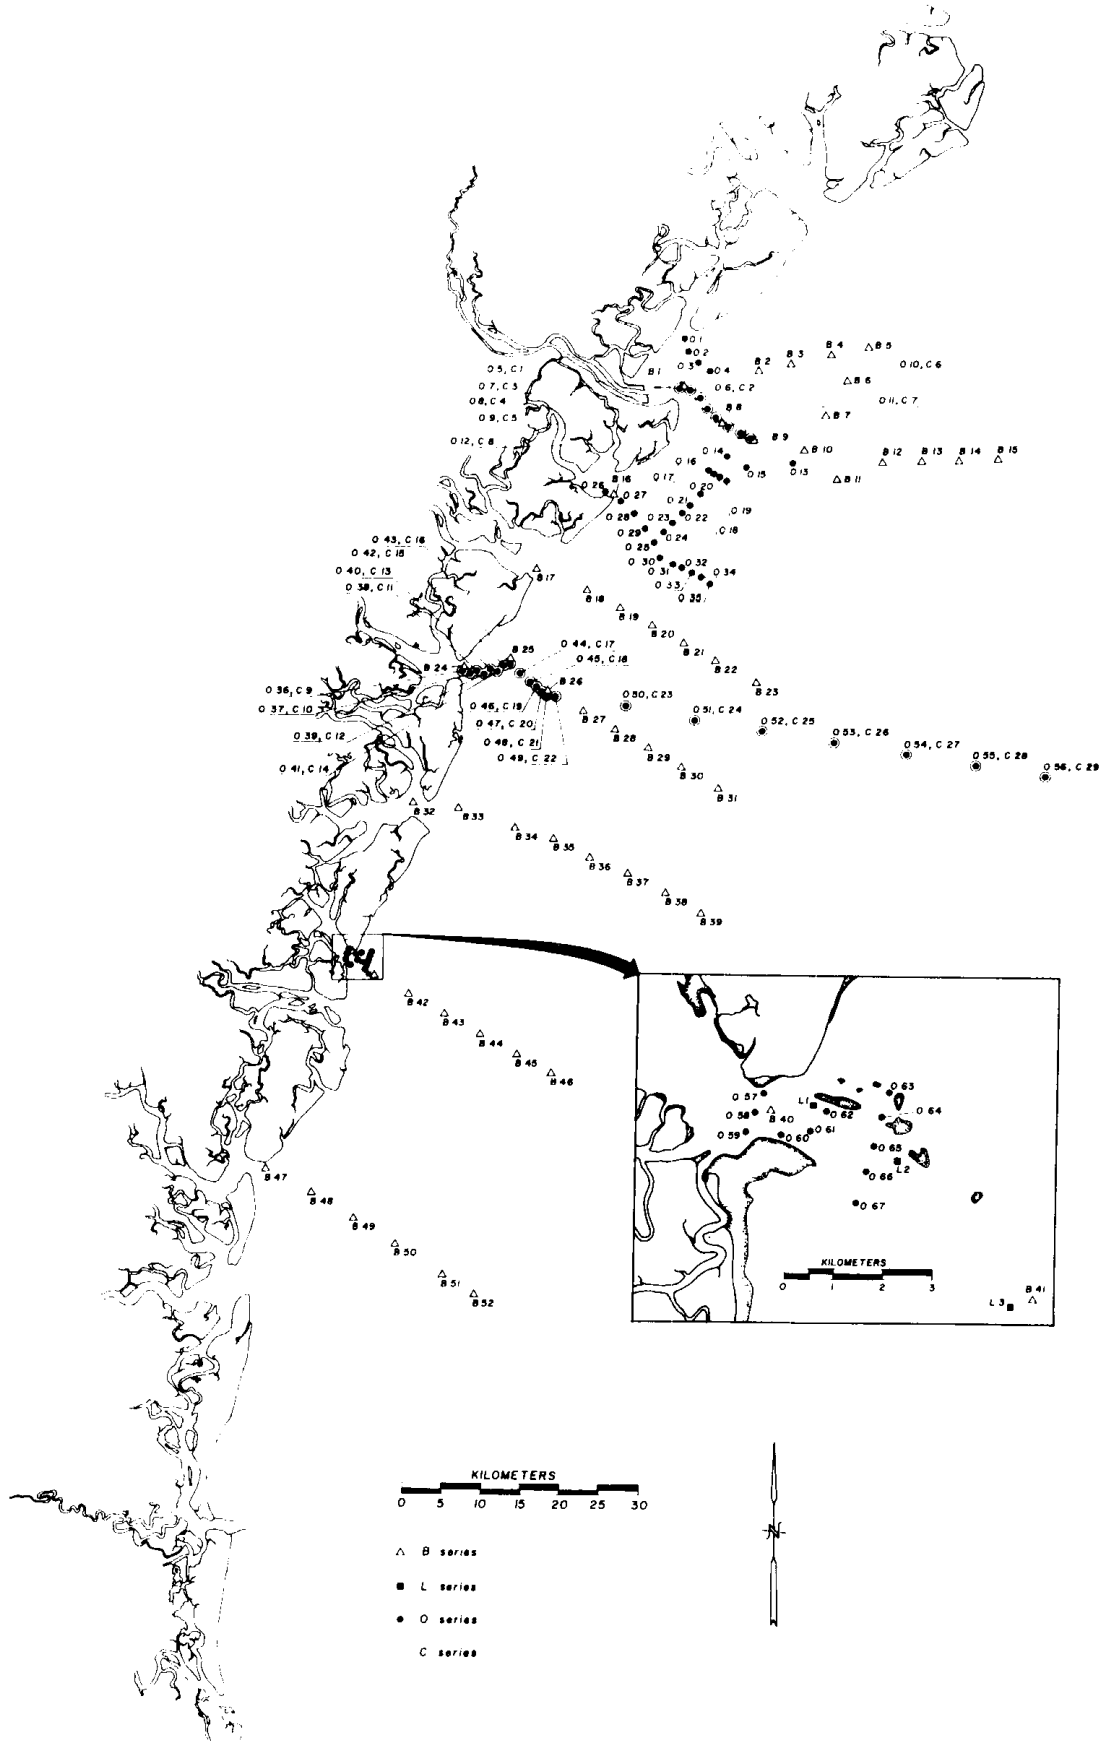 O 1
O 2
O 3
O 4
B 1
B 2
B 3
B 4
B 5
O 10, C 6
B 6
O 5, C 1
O 7, C 3
O 8, C 4
O 9, C 5
O 12, C 8
O 6, C 2
B 8
O 11, C 7
B 7
B 9
B 10
B 11
B 12
B 13
B 14
B 15
O 14
O 15
O 13
O 16
O 17
O 20
B 16
O 26
O 27
O 21
O 19
O 28
O 23
O 22
O 18
O 29
O 24
O 25
O 30
O 32
O 31
O 34
O 33
O 35
O 43, C 16
O 42, C 15
O 40, C 13
O 38, C 11
B 17
B 18
B 19
B 20
B 21
B 22
B 23
B 24
B 25
O 44, C 17
O 45, C 18
B 26
O 36, C 9
O 37, C 10
O 39, C 12
O 41, C 14
O 46, C 19
O 47, C 20
O 48, C 21
O 49, C 22
O 50, C 23
O 51, C 24
O 52, C 25
O 53, C 26
O 54, C 27
O 55, C 28
O 56, C 29
B 27
B 28
B 29
B 30
B 31
B 32
B 33
B 34
B 35
B 36
B 37
B 38
B 39
B 42
B 43
B 44
B 45
B 46
O 57
O 58
O 59
B 40
L 1
O 62
O 60
O 61
O 63
O 64
O 65
L 2
O 66
O 67
KILOMETERS
0 1 2 3
L 3
B 41
B 47
B 48
B 49
B 50
B 51
B 52
KILOMETERS
0 5 10 15 20 25 30
B series
L series
O series
C series
N